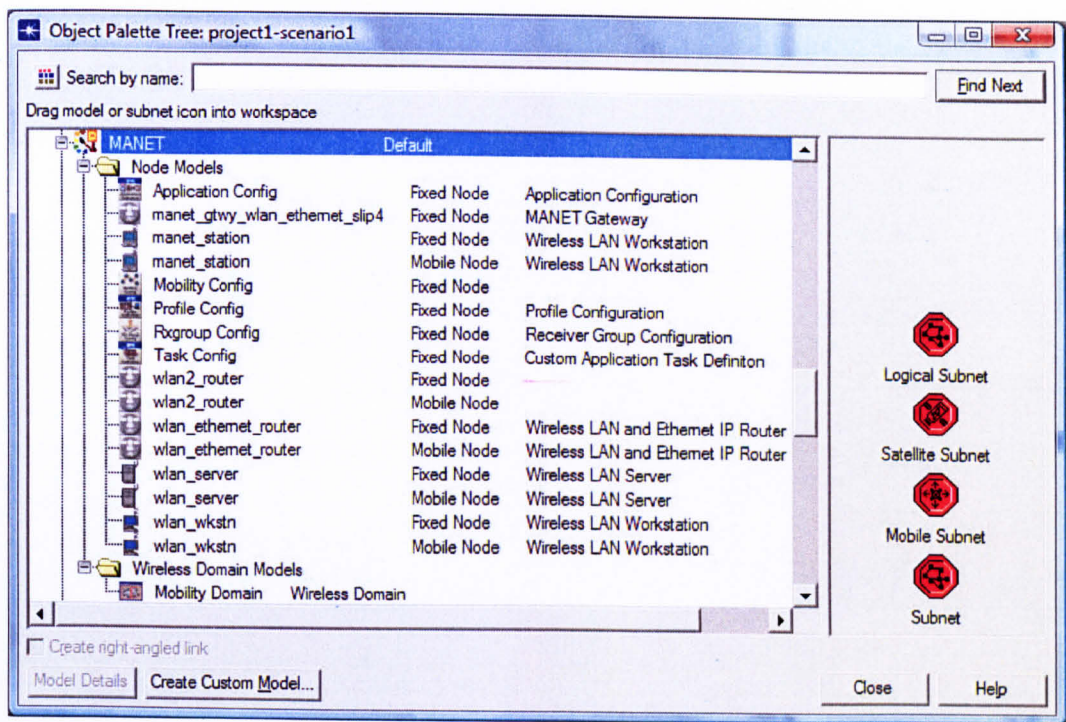 Object Palette Tree: project1-scenario1
Search by name:
Find Next
Drag model or subnet icon into workspace
MANET Default
Node Models
Application Config Fixed Node Application Configuration
manet_gtwy_wlan_ethernet_slip4 Fixed Node MANET Gateway
manet_station Fixed Node Wireless LAN Workstation
manet_station Mobile Node Wireless LAN Workstation
Mobility Config Fixed Node
Profile Config Fixed Node Profile Configuration
Rxgroup Config Fixed Node Receiver Group Configuration
Task Config Fixed Node Custom Application Task Definiton
wlan2_router Fixed Node
wlan2_router Mobile Node
wlan_ethernet_router Fixed Node Wireless LAN and Ethernet IP Router
wlan_ethernet_router Mobile Node Wireless LAN and Ethernet IP Router
wlan_server Fixed Node Wireless LAN Server
wlan_server Mobile Node Wireless LAN Server
wlan_wkstn Fixed Node Wireless LAN Workstation
wlan_wkstn Mobile Node Wireless LAN Workstation
Wireless Domain Models
Mobility Domain Wireless Domain
Logical Subnet
Satellite Subnet
Mobile Subnet
Subnet
Create right-angled link
Model Details
Create Custom Model...
Close
Help